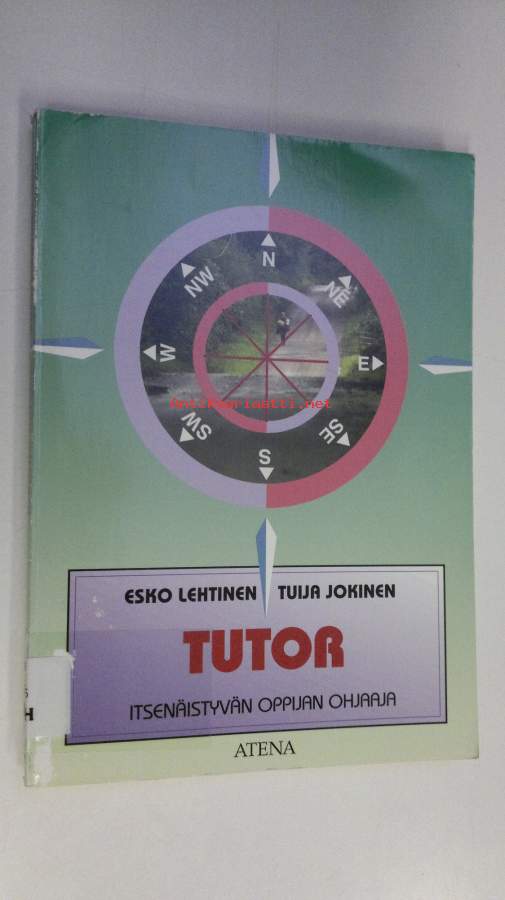 N
NW
NE
W
E
Antikvariaatti.net
SW
SE
S
ESKO LEHTINEN
TUIJA JOKINEN
TUTOR
ITSENÄISTYVÄN OPPIJAN OHJAAJA
H
ATENA